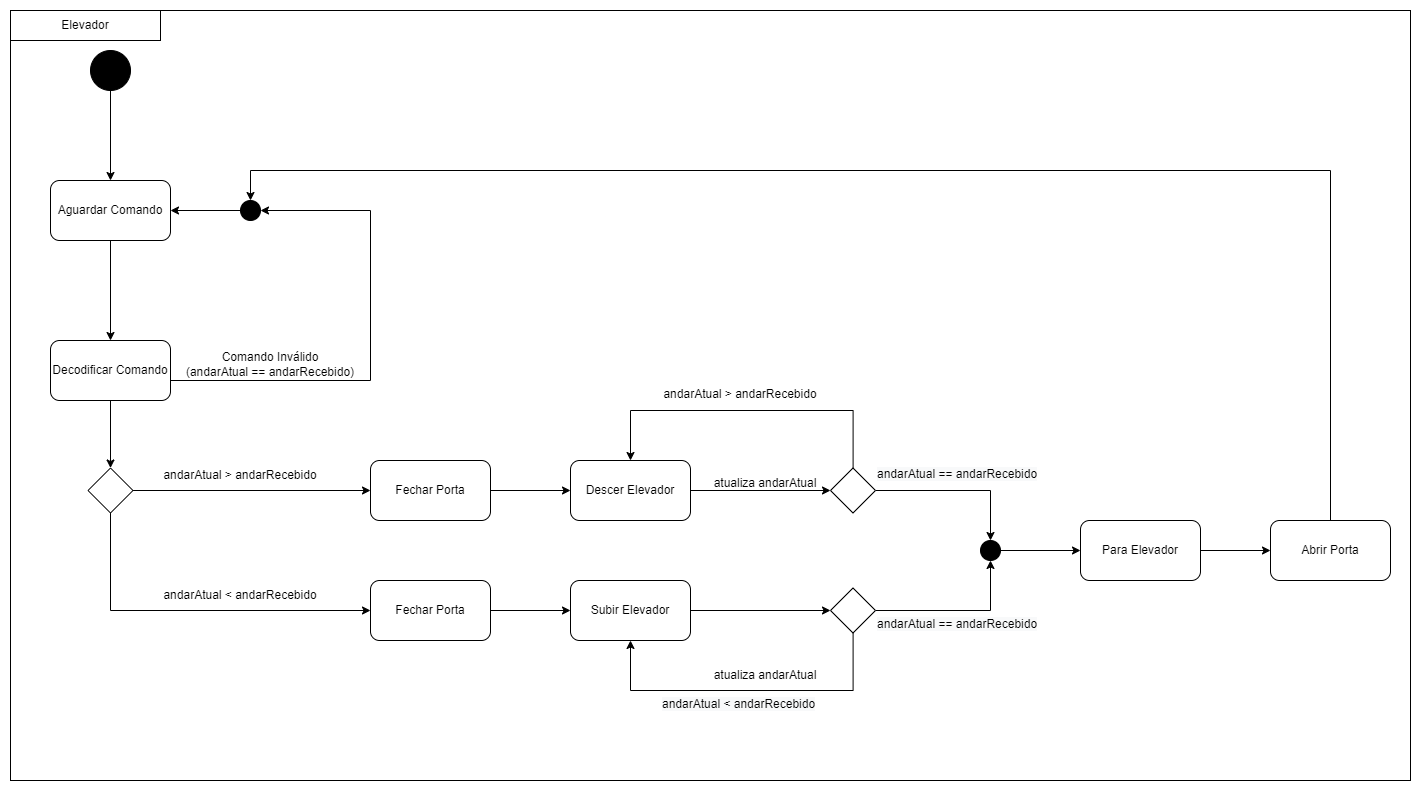 Elevador
Aguardar Comando
Decodificar Comando
Comando Inválido
(andarAtual == andarRecebido)
andarAtual > andarRecebido
andarAtual > andarRecebido
Fechar Porta
Descer Elevador
atualiza andarAtual
andarAtual == andarRecebido
Para Elevador
Abrir Porta
andarAtual < andarRecebido
Fechar Porta
Subir Elevador
andarAtual == andarRecebido
atualiza andarAtual
andarAtual < andarRecebido